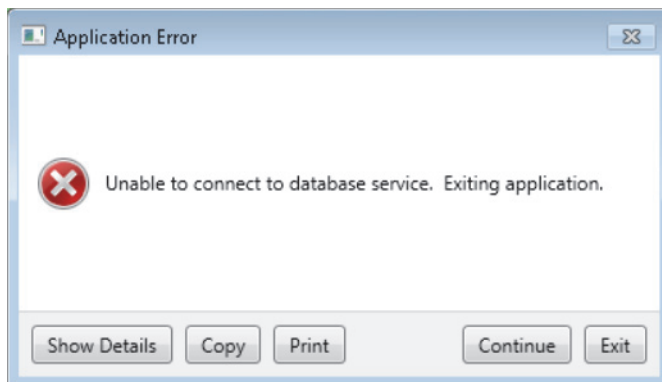 Application Error
Unable to connect to database service.  Exiting application.
Show Details Copy Print Continue Exit